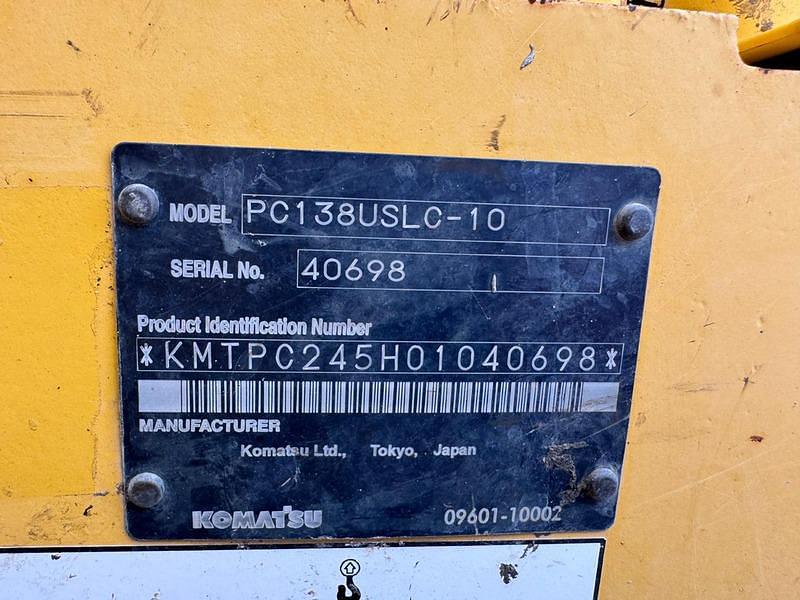 MODEL PC138USLC-10
SERIAL No. 40698
Product Identification Number
*KMTPC245H01040698*
MANUFACTURER
Komatsu Ltd., Tokyo, Japan
KOMATSU 09601-10002